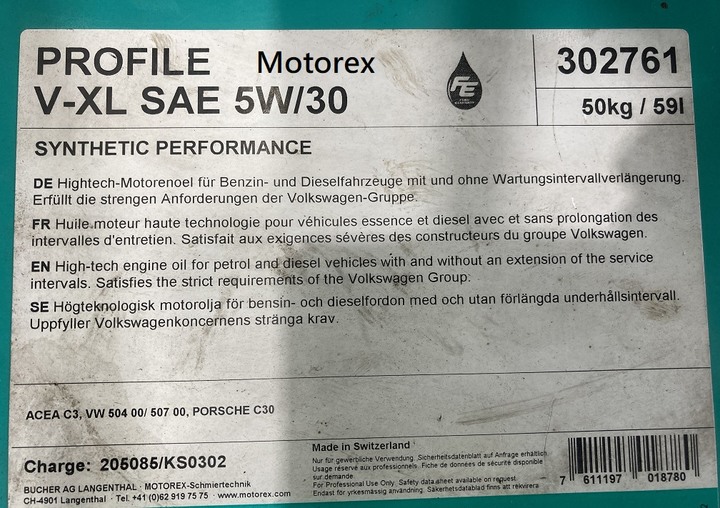 PROFILE Motorex
V-XL SAE 5W/30
FE
302761
50kg / 59l
SYNTHETIC PERFORMANCE
DE Hightech-Motorenoel für Benzin- und Dieselfahrzeuge mit und ohne Wartungsintervallverlängerung.
Erfüllt die strengen Anforderungen der Volkswagen-Gruppe.
FR Huile moteur haute technologie pour véhicules essence et diesel avec et sans prolongation des
intervalles d'entretien. Satisfait aux exigences sévères des constructeurs du groupe Volkswagen.
EN High-tech engine oil for petrol and diesel vehicles with and without an extension of the service
intervals. Satisfies the strict requirements of the Volkswagen Group.
SE Högteknologisk motorolja för bensin- och dieselfordon med och utan förlängda underhållsintervall.
Uppfyller Volkswagenkoncernens stränga krav.
ACEA C3, VW 504 00/ 507 00, PORSCHE C30
Charge: 205085/KS0302
BUCHER AG LANGENTHAL · MOTOREX-Schmiertechnik
CH-4901 Langenthal · Tel. +41 (0)62 919 75 75 · www.motorex.com
Made in Switzerland
Nur für gewerbliche Verwendung. Sicherheitsdatenblatt auf Anfrage erhältlich.
Usage réservé aux professionnels. Fiche de données de sécurité disponible
sur demande.
For Professional Use Only. Safety data sheet available on request.
Endast för yrkesmässig användning. Säkerhetsdatablad finns att rekvirera
7 611197 018780